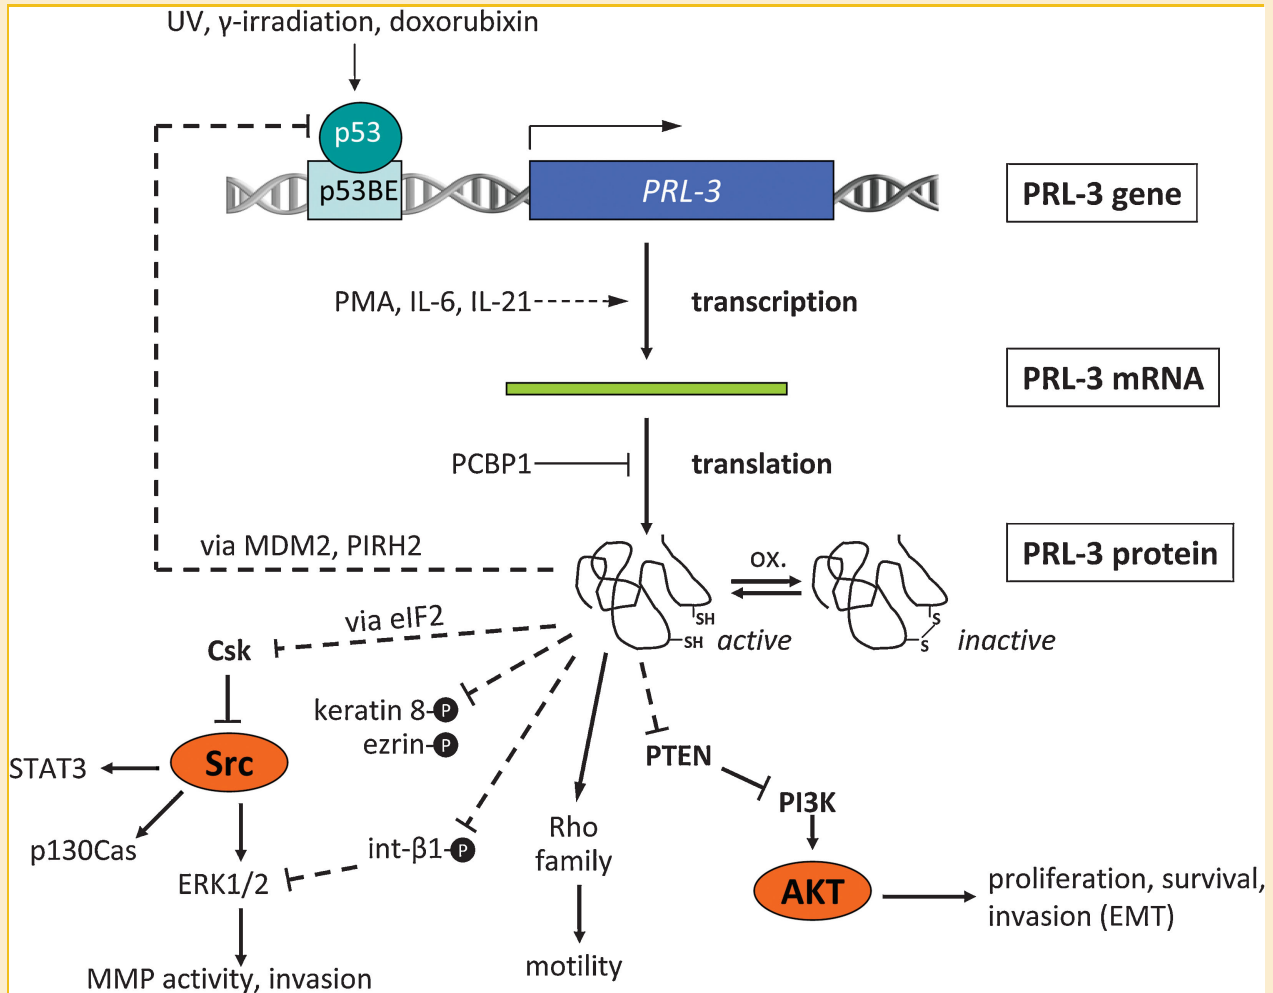 UV, γ-irradiation, doxorubixin
p53
p53BE
PRL-3
PRL-3 gene
PMA, IL-6, IL-21
transcription
PRL-3 mRNA
PCBP1
translation
PRL-3 protein
via MDM2, PIRH2
ox.
SH
SH
active
S
S
inactive
via eIF2
Csk
keratin 8-P
ezrin-P
Src
STAT3
PTEN
PI3K
p130Cas
int-β1-P
Rho
family
ERK1/2
AKT
proliferation, survival,
invasion (EMT)
motility
MMP activity, invasion